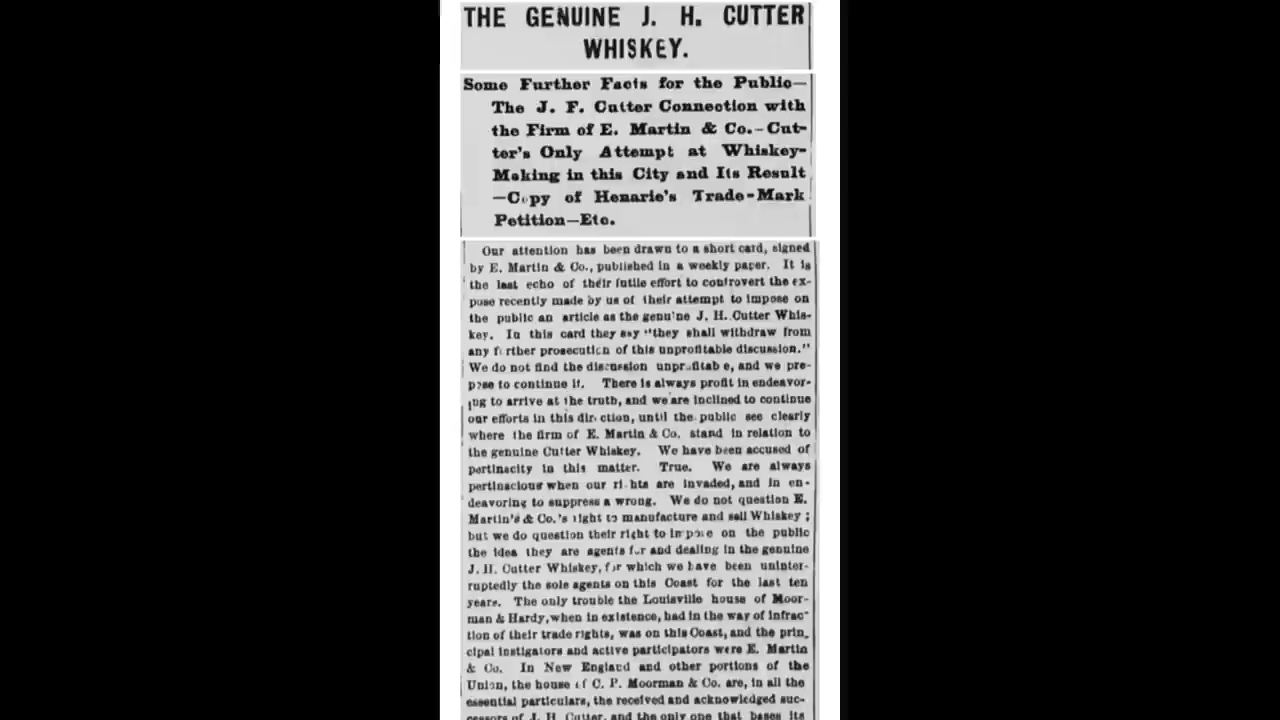 THE GENUINE J. H. CUTTER
WHISKEY.
Some Further Facts for the Public—
The J. F. Cutter Connection with
the Firm of E. Martin & Co.-Cut-
ter's Only Attempt at Whiskey-
Making in this City and Its Result
—Copy of Henarie's Trade-Mark
Petition—Etc.
Our attention has been drawn to a short card, signed
by E. Martin & Co., published in a weekly paper. It is
the last echo of their futile effort to controvert the ex-
pose recently made by us of their attempt to impose on
the public an article as the genuine J. H. Cutter Whis-
key. In this card they say "they shall withdraw from
any further prosecution of this unprofitable discussion."
We do not find the discussion unprofitable, and we pro-
pose to continue it. There is always profit in endeavor-
ing to arrive at the truth, and we are inclined to continue
our efforts in this direction, until the public see clearly
where the firm of E. Martin & Co. stand in relation to
the genuine Cutter Whiskey. We have been accused of
pertinacity in this matter. True. We are always
pertinacious when our rights are invaded, and in en-
deavoring to suppress a wrong. We do not question E.
Martin's & Co.'s right to manufacture and sell Whiskey ;
but we do question their right to impose on the public
the idea they are agents for and dealing in the genuine
J. H. Cutter Whiskey, for which we have been uninter-
ruptedly the sole agents on this Coast for the last ten
years. The only trouble the Louisville house of Moor-
man & Hardy, when in existence, had in the way of infrac-
tion of their trade rights, was on this Coast, and the prin-
cipal instigators and active participators were E. Martin
& Co. In New England and other portions of the
Union, the house of C. P. Moorman & Co. are, in all the
essential particulars, the received and acknowledged suc-
cessors of J. H. Cutter, and the only one that bases its